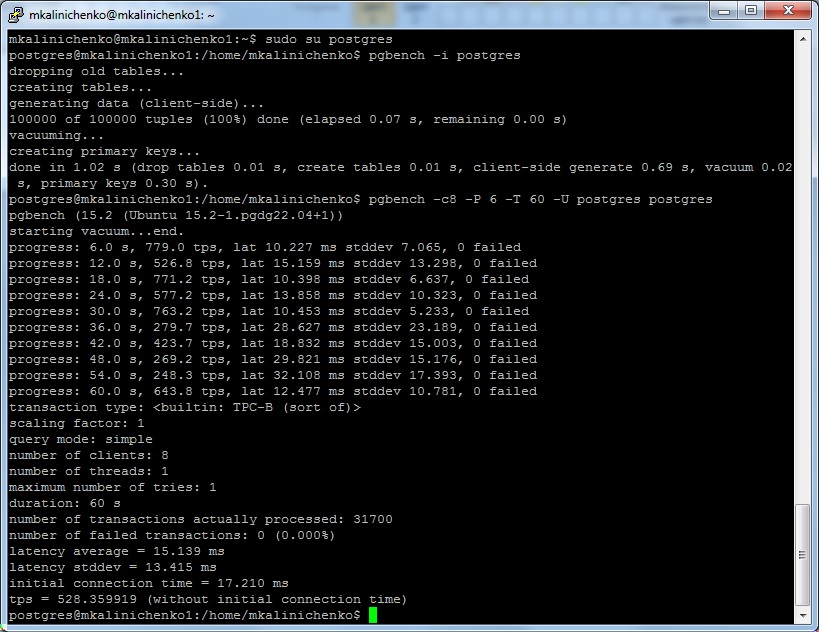 mkalinichenko@mkalinichenko1: ~
mkalinichenko@mkalinichenko1:~$ sudo su postgres
postgres@mkalinichenko1:/home/mkalinichenko$ pgbench -i postgres
dropping old tables...
creating tables...
generating data (client-side)...
100000 of 100000 tuples (100%) done (elapsed 0.07 s, remaining 0.00 s)
vacuuming...
creating primary keys...
done in 1.02 s (drop tables 0.01 s, create tables 0.01 s, client-side generate 0.69 s, vacuum 0.02
 s, primary keys 0.30 s).
postgres@mkalinichenko1:/home/mkalinichenko$ pgbench -c8 -P 6 -T 60 -U postgres postgres
pgbench (15.2 (Ubuntu 15.2-1.pgdg22.04+1))
starting vacuum...end.
progress: 6.0 s, 779.0 tps, lat 10.227 ms stddev 7.065, 0 failed
progress: 12.0 s, 526.8 tps, lat 15.159 ms stddev 13.298, 0 failed
progress: 18.0 s, 771.2 tps, lat 10.398 ms stddev 6.637, 0 failed
progress: 24.0 s, 577.2 tps, lat 13.858 ms stddev 10.323, 0 failed
progress: 30.0 s, 763.2 tps, lat 10.453 ms stddev 5.233, 0 failed
progress: 36.0 s, 279.7 tps, lat 28.627 ms stddev 23.189, 0 failed
progress: 42.0 s, 423.7 tps, lat 18.832 ms stddev 15.003, 0 failed
progress: 48.0 s, 269.2 tps, lat 29.821 ms stddev 15.176, 0 failed
progress: 54.0 s, 248.3 tps, lat 32.108 ms stddev 17.393, 0 failed
progress: 60.0 s, 643.8 tps, lat 12.477 ms stddev 10.781, 0 failed
transaction type: <builtin: TPC-B (sort of)>
scaling factor: 1
query mode: simple
number of clients: 8
number of threads: 1
maximum number of tries: 1
duration: 60 s
number of transactions actually processed: 31700
number of failed transactions: 0 (0.000%)
latency average = 15.139 ms
latency stddev = 13.415 ms
initial connection time = 17.210 ms
tps = 528.359919 (without initial connection time)
postgres@mkalinichenko1:/home/mkalinichenko$